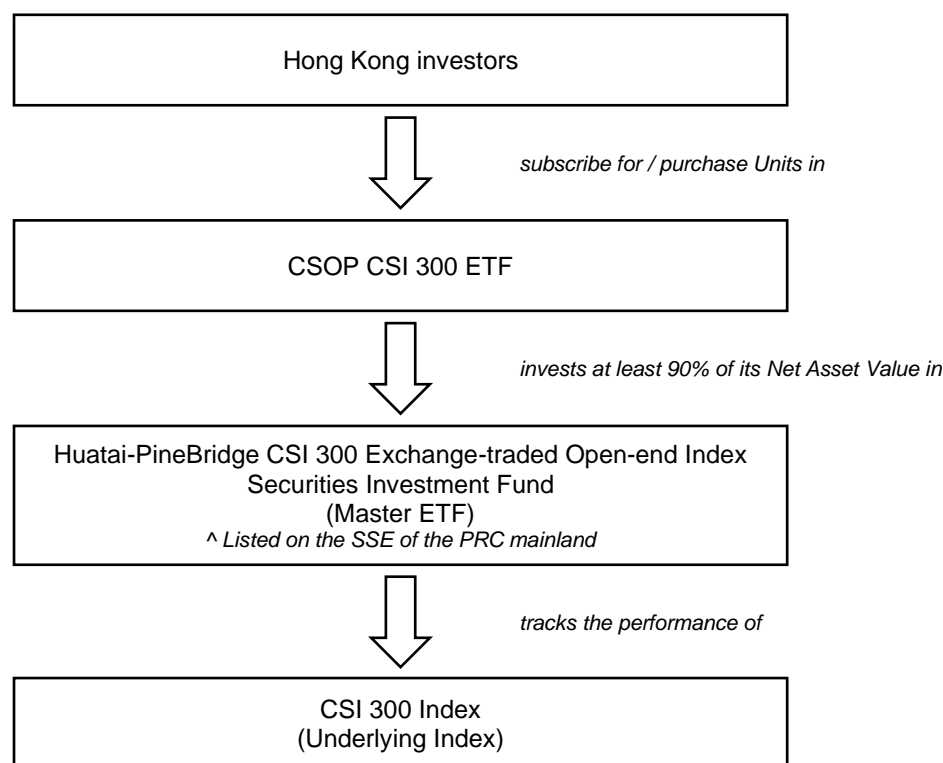 Hong Kong investors
subscribe for / purchase Units in
CSOP CSI 300 ETF
invests at least 90% of its Net Asset Value in
Huatai-PineBridge CSI 300 Exchange-traded Open-end Index
Securities Investment Fund
(Master ETF)
^ Listed on the SSE of the PRC mainland
tracks the performance of
CSI 300 Index
(Underlying Index)